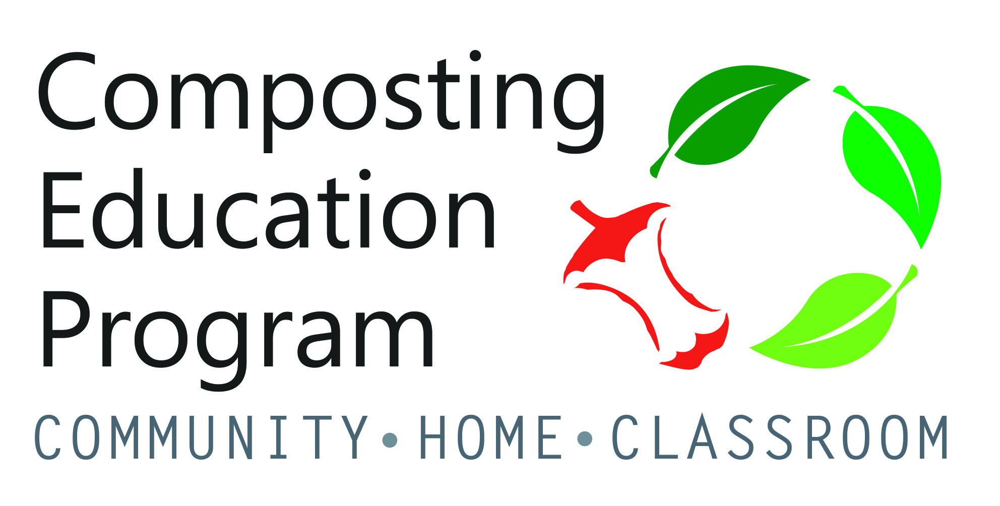 Composting
Education
Program
COMMUNITY • HOME • CLASSROOM